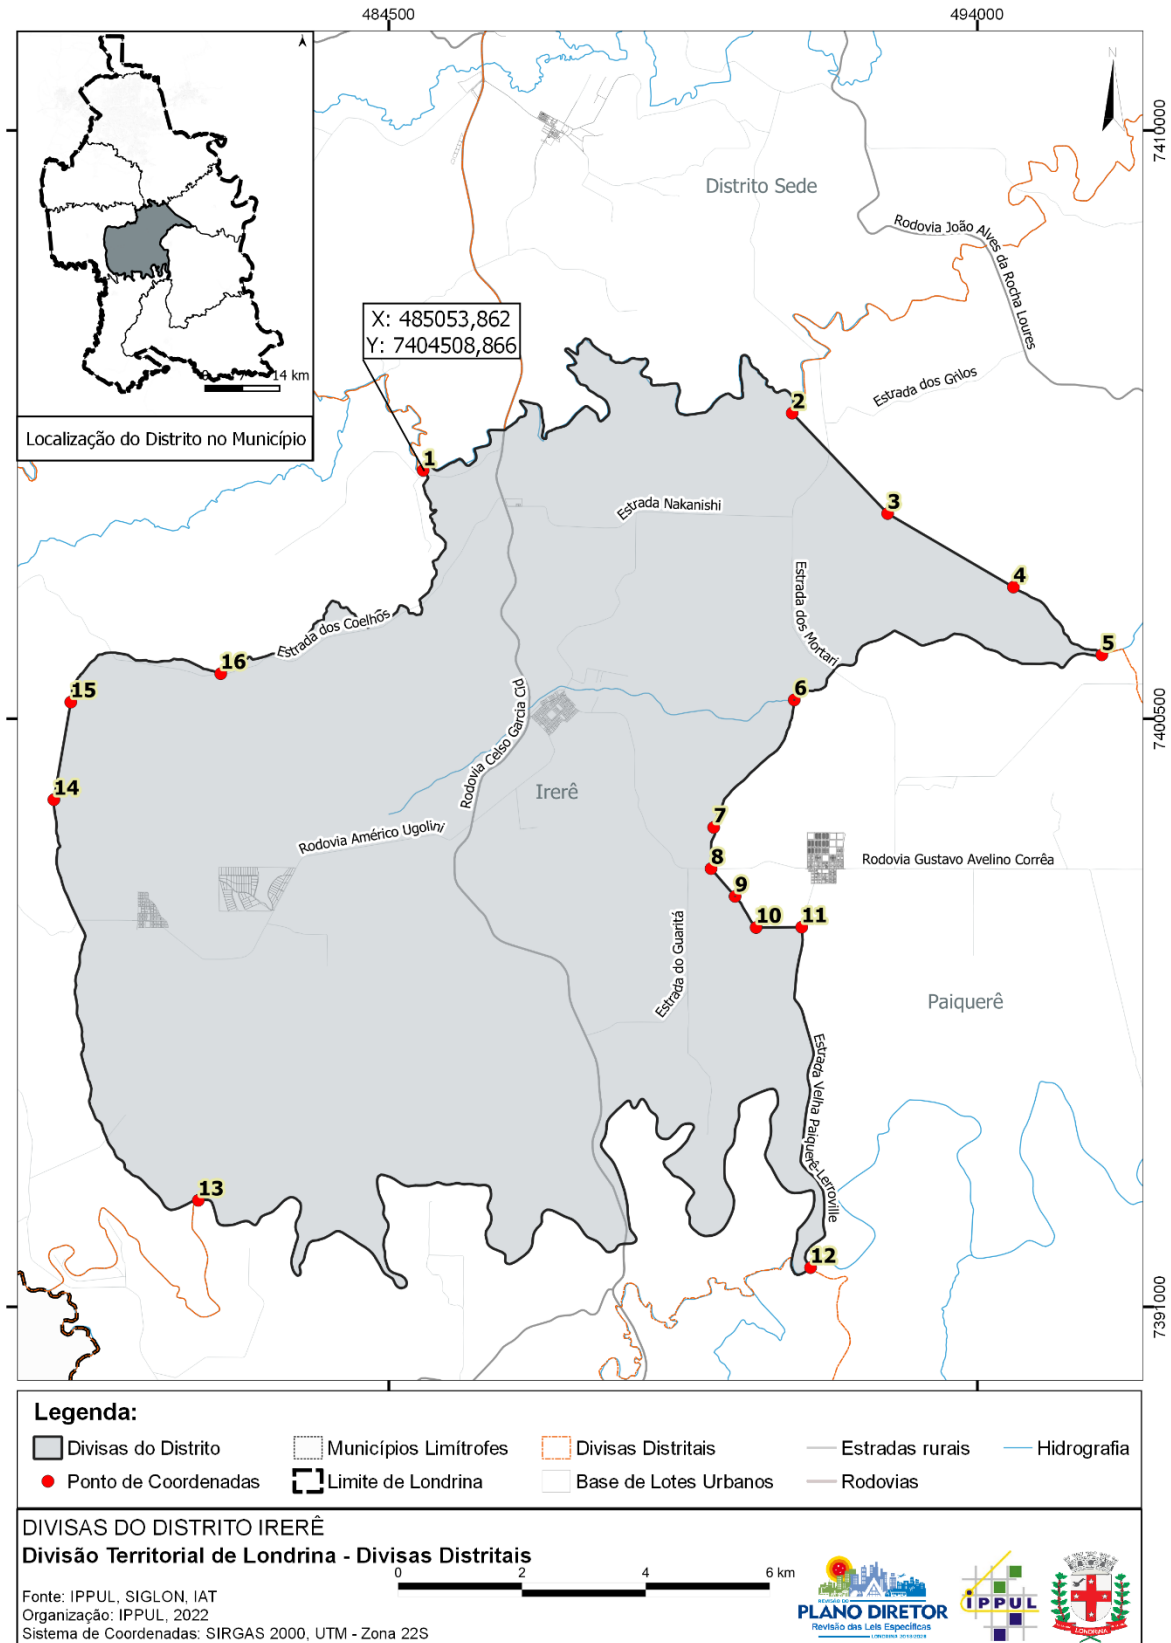 484500
494000
7410000
7400500
7391000
0 7 14 km
Localização do Distrito no Município
X: 485053,862
Y: 7404508,866
N
Distrito Sede
Rodovia João Alves da Rocha Loures
Estrada dos Grilos
1
2
3
4
5
6
7
8
9
10
11
12
13
14
15
16
Estrada Nakanishi
Estrada dos Mortari
Estrada dos Coelhos
Rodovia Celso Garcia Cid
Irerê
Rodovia Américo Ugolini
Rodovia Gustavo Avelino Corrêa
Estrada do Guaritá
Paiquerê
Estrada Velha Paiquerê-Lerroville
Legenda:
Divisas do Distrito
Municípios Limítrofes
Divisas Distritais
Estradas rurais
Hidrografia
Ponto de Coordenadas
Limite de Londrina
Base de Lotes Urbanos
Rodovias
DIVISAS DO DISTRITO IRERÊ
Divisão Territorial de Londrina - Divisas Distritais
0 2 4 6 km
Fonte: IPPUL, SIGLON, IAT
Organização: IPPUL, 2022
Sistema de Coordenadas: SIRGAS 2000, UTM - Zona 22S
REVISÃO DO
PLANO DIRETOR
Revisão das Leis Específicas
IPPUL
LONDRINA